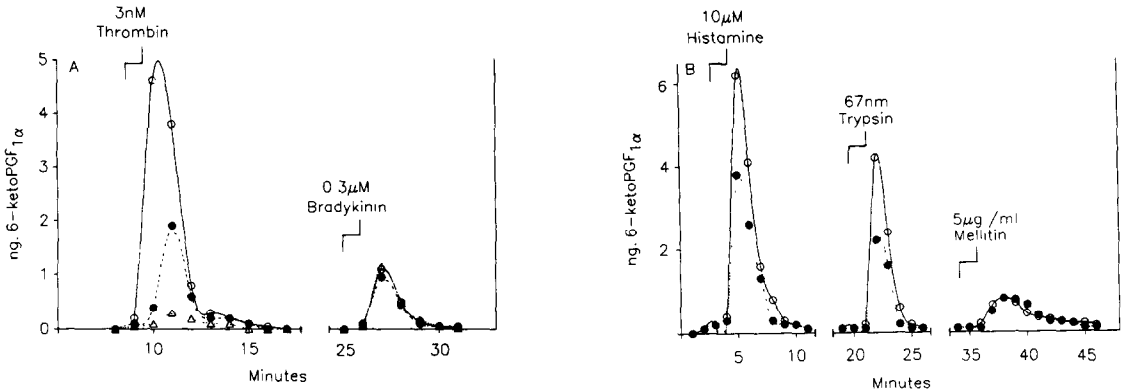 3nM
Thrombin
A
5
4
3
2
1
0
ng. 6-ketoPGF1α
0 3µM
Bradykinin
10 15 25 30
Minutes
10µM
Histamine
B
67nm
Trypsin
5µg /ml
Mellitin
6
4
2
ng. 6-ketoPGF1α
5 10 20 25 35 40 45
Minutes